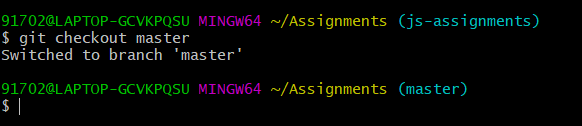 91702@LAPTOP-GCVKPQSU MINGW64 ~/Assignments (js-assignments)
$ git checkout master
Switched to branch 'master'
91702@LAPTOP-GCVKPQSU MINGW64 ~/Assignments (master)
$